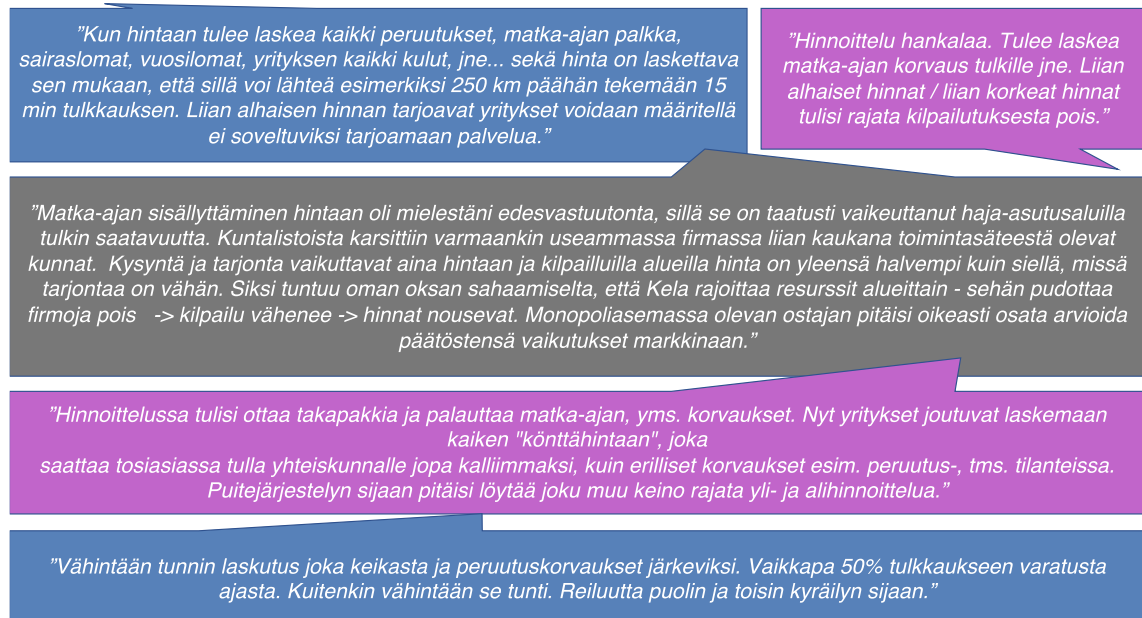 ”Kun hintaan tulee laskea kaikki peruutukset, matka-ajan palkka,
sairaslomat, vuosilomat, yrityksen kaikki kulut, jne... sekä hinta on laskettava
sen mukaan, että sillä voi lähteä esimerkiksi 250 km päähän tekemään 15
min tulkkauksen. Liian alhaisen hinnan tarjoavat yritykset voidaan määritellä
ei soveltuviksi tarjoamaan palvelua.”
”Hinnoittelu hankalaa. Tulee laskea
matka-ajan korvaus tulkille jne. Liian
alhaiset hinnat / liian korkeat hinnat
tulisi rajata kilpailutuksesta pois.”
”Matka-ajan sisällyttäminen hintaan oli mielestäni edesvastuutonta, sillä se on taatusti vaikeuttanut haja-asutusaluilla
tulkin saatavuutta. Kuntalistoista karsittiin varmaankin useammassa firmassa liian kaukana toimintasäteestä olevat
kunnat.  Kysyntä ja tarjonta vaikuttavat aina hintaan ja kilpailluilla alueilla hinta on yleensä halvempi kuin siellä, missä
tarjontaa on vähän. Siksi tuntuu oman oksan sahaamiselta, että Kela rajoittaa resurssit alueittain - sehän pudottaa
firmoja pois   -> kilpailu vähenee -> hinnat nousevat. Monopoliasemassa olevan ostajan pitäisi oikeasti osata arvioida
päätöstensä vaikutukset markkinaan.”
”Hinnoittelussa tulisi ottaa takapakkia ja palauttaa matka-ajan, yms. korvaukset. Nyt yritykset joutuvat laskemaan
kaiken "könttähintaan", joka
saattaa tosiasiassa tulla yhteiskunnalle jopa kalliimmaksi, kuin erilliset korvaukset esim. peruutus-, tms. tilanteissa.
Puitejärjestelyn sijaan pitäisi löytää joku muu keino rajata yli- ja alihinnoittelua.”
”Vähintään tunnin laskutus joka keikasta ja peruutuskorvaukset järkeviksi. Vaikkapa 50% tulkkaukseen varatusta
ajasta. Kuitenkin vähintään se tunti. Reiluutta puolin ja toisin kyräilyn sijaan.”